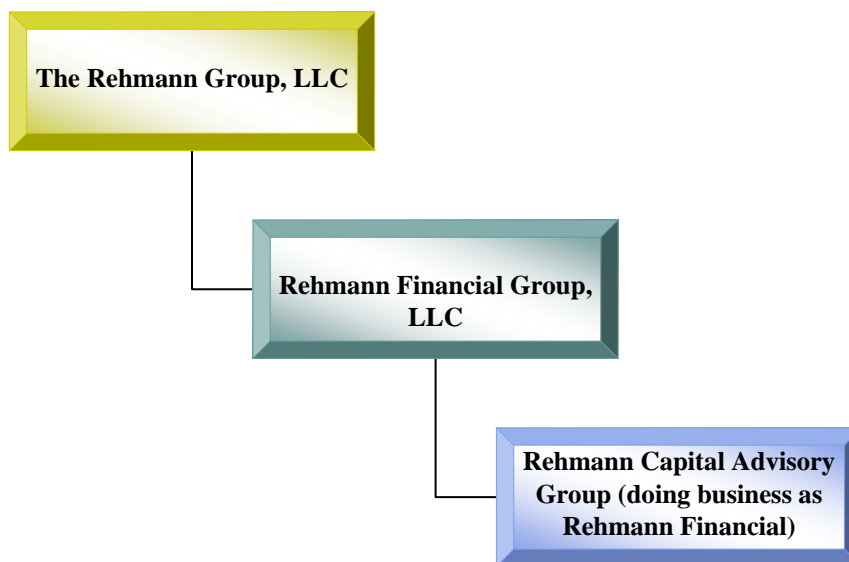 The Rehmann Group, LLC
Rehmann Financial Group,
LLC
Rehmann Capital Advisory
Group (doing business as
Rehmann Financial)